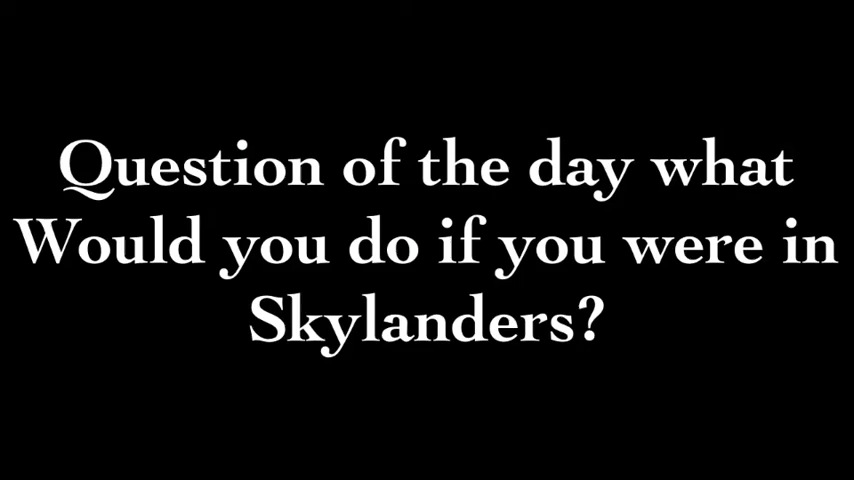 Question of the day what
Would you do if you were in
Skylanders?